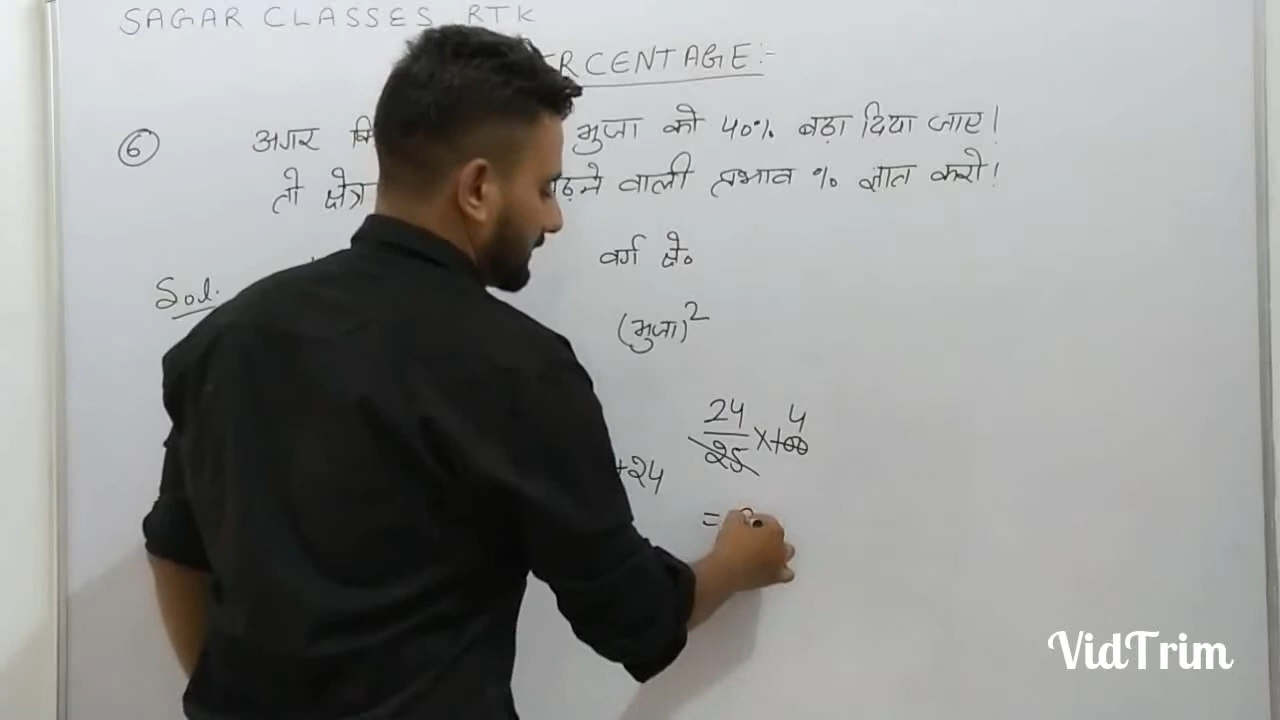 SAGAR CLASSES RTK
RCENTAGE:-
6 अगर भुजा को 40% बढ़ा दिया जाए।
तो क्षेत्र वाली प्रभाव % ज्ञात करो।
वर्ग क्षे०
Sol.
(भुजा)²
24 4
25 × 100
+24
=
VidTrim